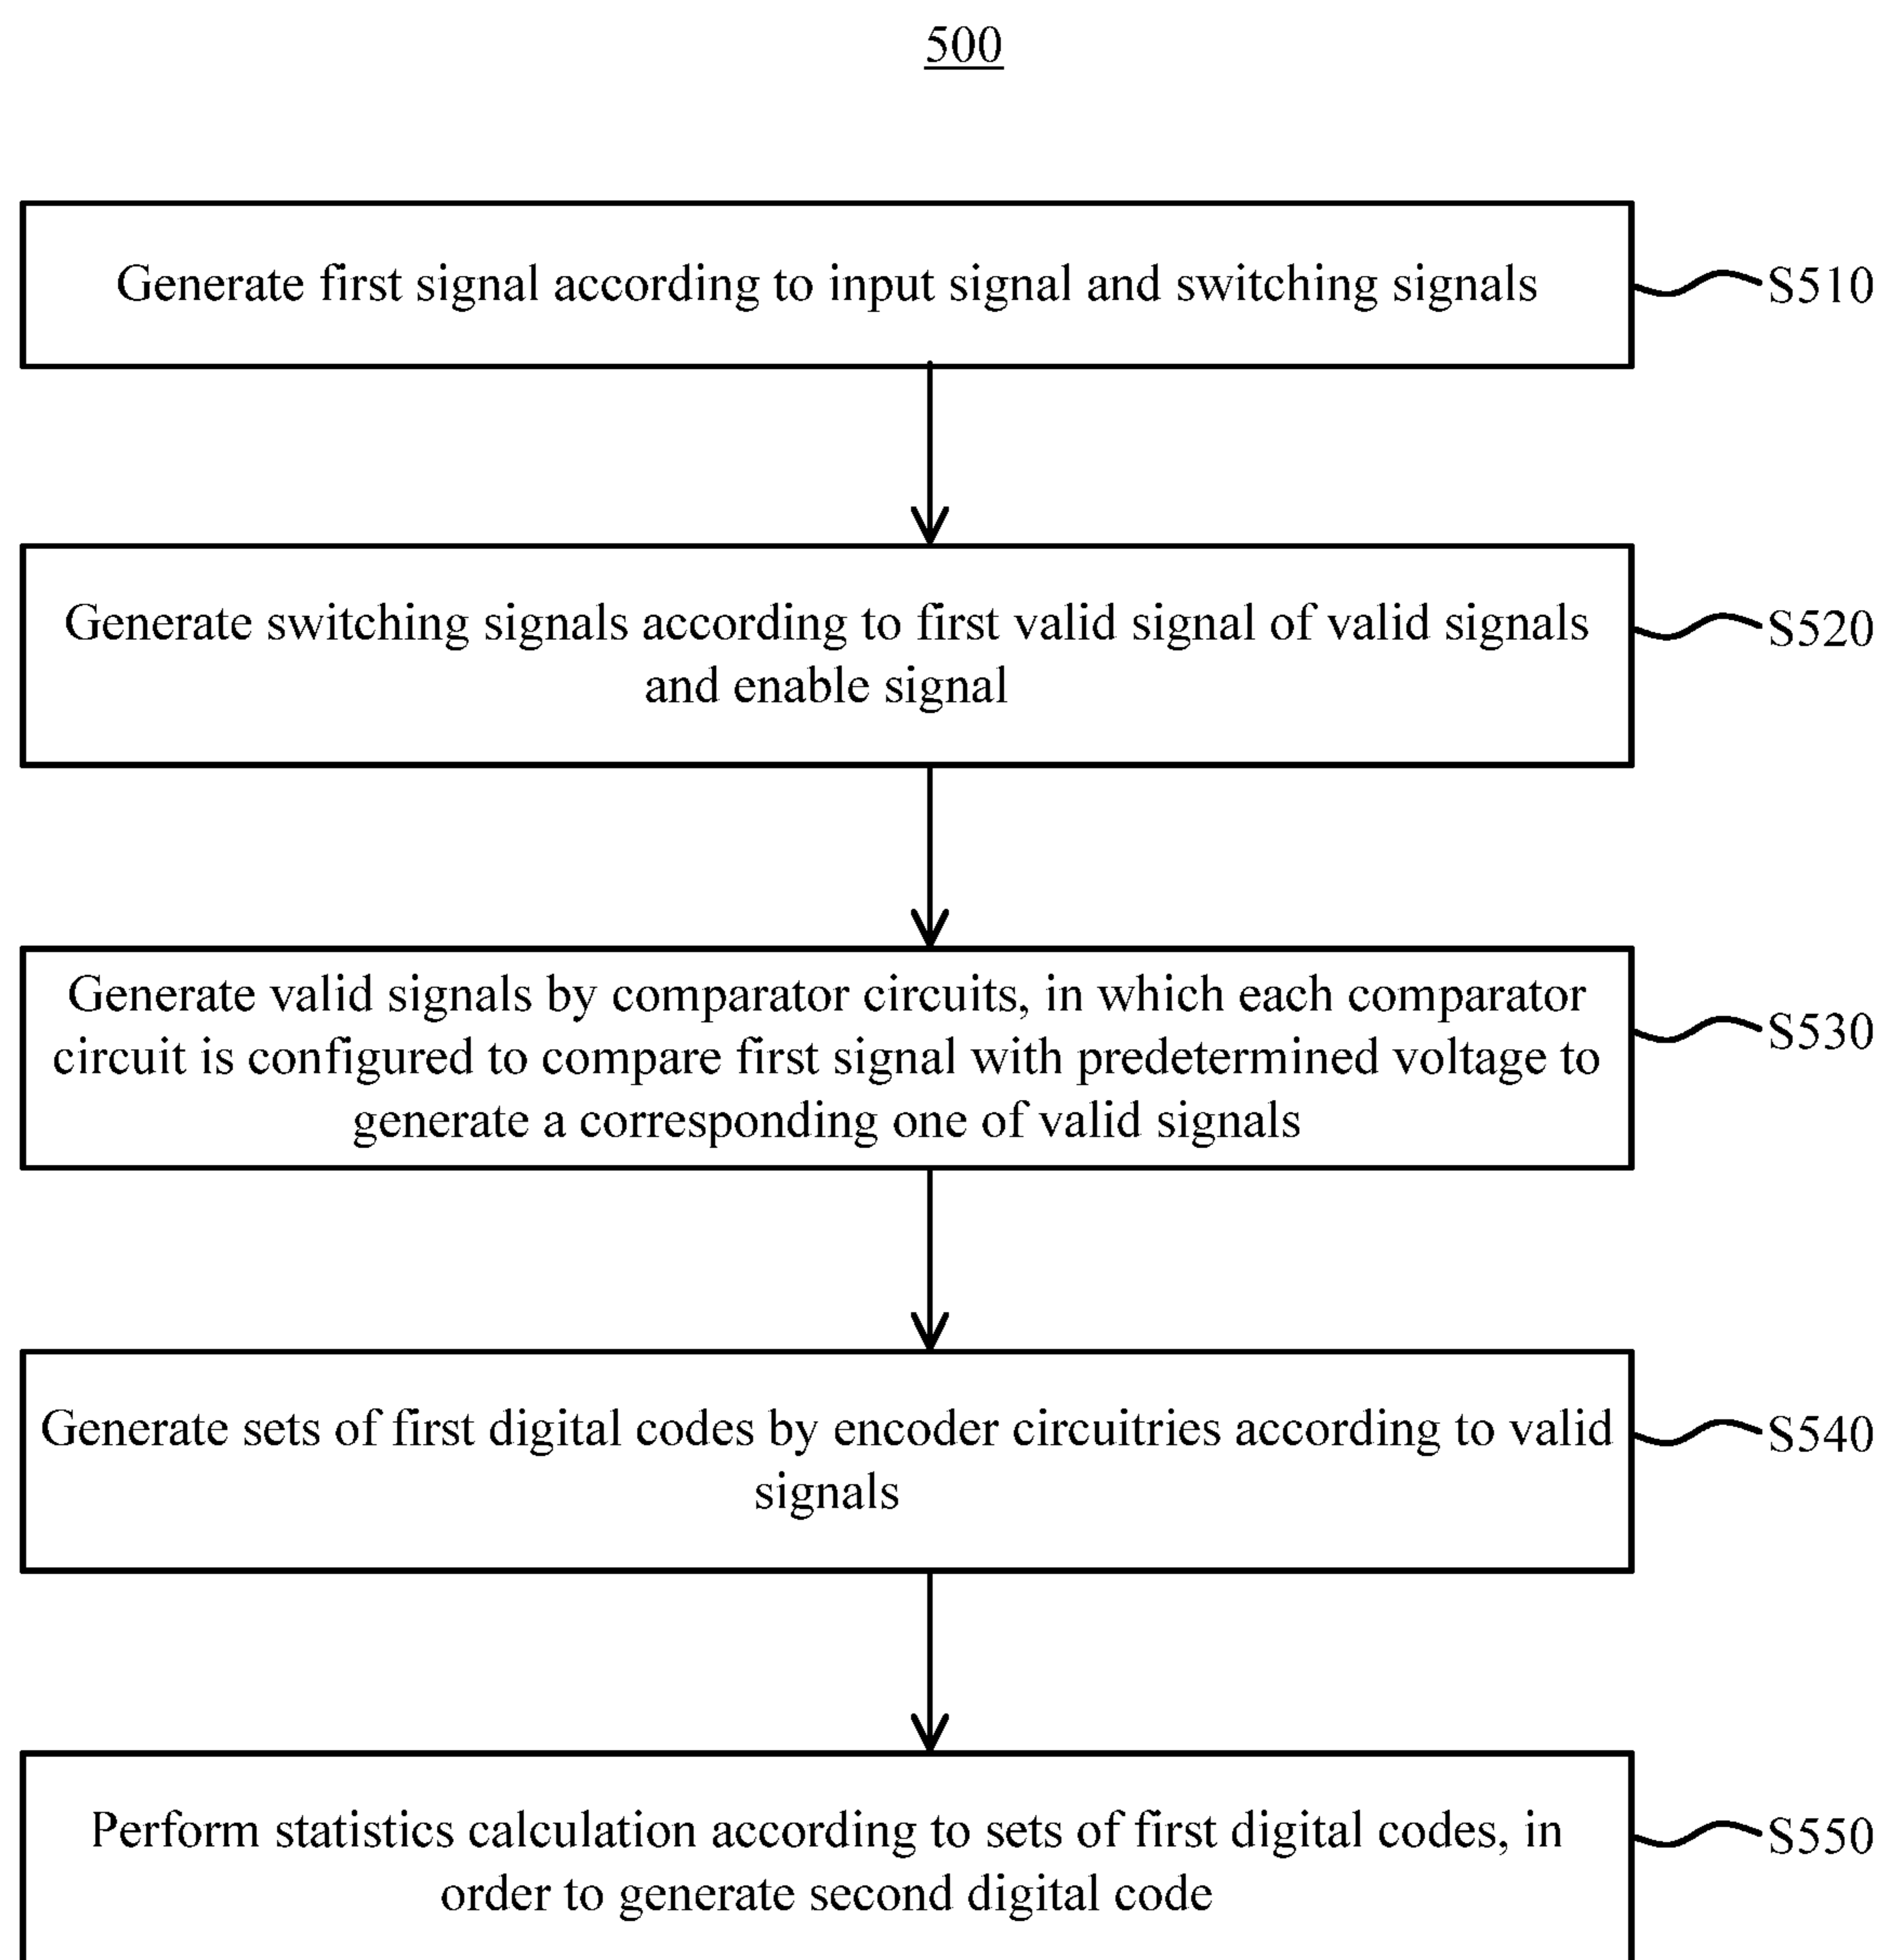 500
Generate first signal according to input signal and switching signals
S510
Generate switching signals according to first valid signal of valid signals
and enable signal
S520
Generate valid signals by comparator circuits, in which each comparator
circuit is configured to compare first signal with predetermined voltage to
generate a corresponding one of valid signals
S530
Generate sets of first digital codes by encoder circuitries according to valid
signals
S540
Perform statistics calculation according to sets of first digital codes, in
order to generate second digital code
S550